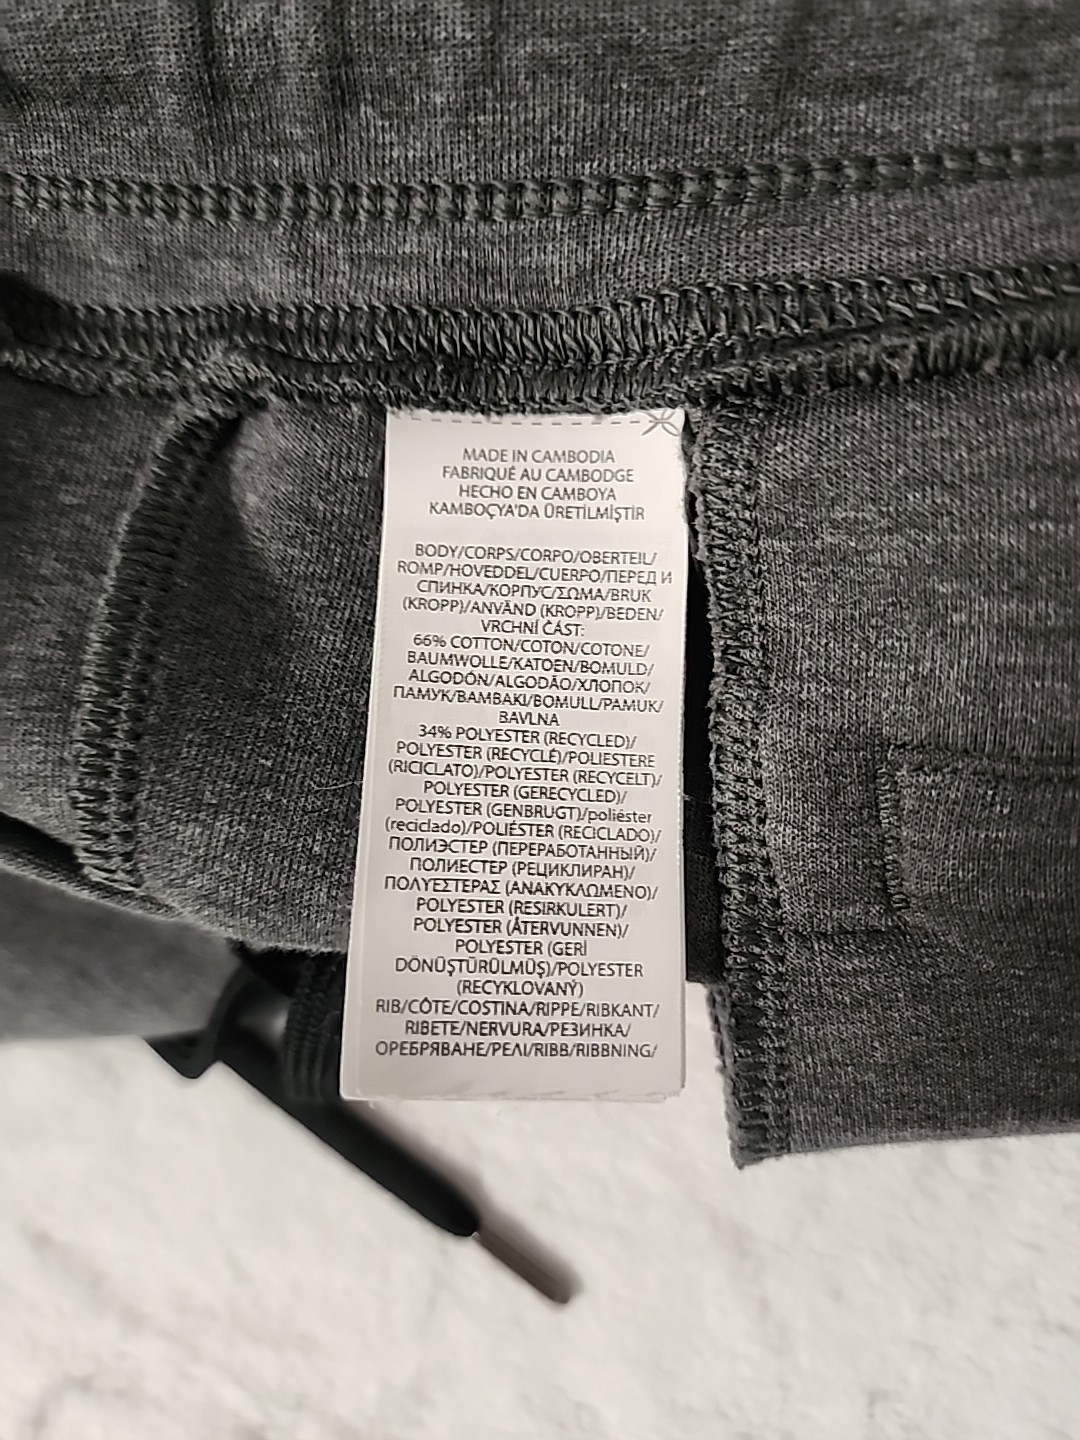 MADE IN CAMBODIA
FABRIQUÉ AU CAMBODGE
HECHO EN CAMBOYA
KAMBOÇYA'DA ÜRETİLMİŞTİR
BODY/CORPS/CORPO/OBERTEIL/
ROMP/HOVEDDEL/CUERPO/ПЕРЕД И
СПИНКА/КОРПУС/ΣΩΜΑ/BRUK
(KROPP)/ANVÄND (KROPP)/BEDEN/
VRCHNÍ ČÁST:
66% COTTON/COTON/COTONE/
BAUMWOLLE/KATOEN/BOMULD/
ALGODÓN/ALGODÃO/ХЛОПОК/
ПАМУК/ΒΑΜΒΑΚΙ/BOMULL/PAMUK/
BAVLNA
34% POLYESTER (RECYCLED)/
POLYESTER (RECYCLÉ)/POLIESTERE
(RICICLATO)/POLYESTER (RECYCELT)/
POLYESTER (GERECYCLED)/
POLYESTER (GENBRUGT)/poliéster
(reciclado)/POLIÉSTER (RECICLADO)/
ПОЛИЭСТЕР (ПЕРЕРАБОТАННЫЙ)/
ПОЛИЕСТЕР (РЕЦИКЛИРАН)/
ΠΟΛΥΕΣΤΕΡΑΣ (ΑΝΑΚΥΚΛΩΜΕΝΟ)/
POLYESTER (RESIRKULERT)/
POLYESTER (ÅTERVUNNEN)/
POLYESTER (GERİ
DÖNÜŞTÜRÜLMÜŞ)/POLYESTER
(RECYKLOVANÝ)
RIB/CÔTE/COSTINA/RIPPE/RIBKANT/
RIBETE/NERVURA/РЕЗИНКА/
ОРЕБРЯВАНЕ/ΡΕΛΙ/RIBB/RIBBNING/